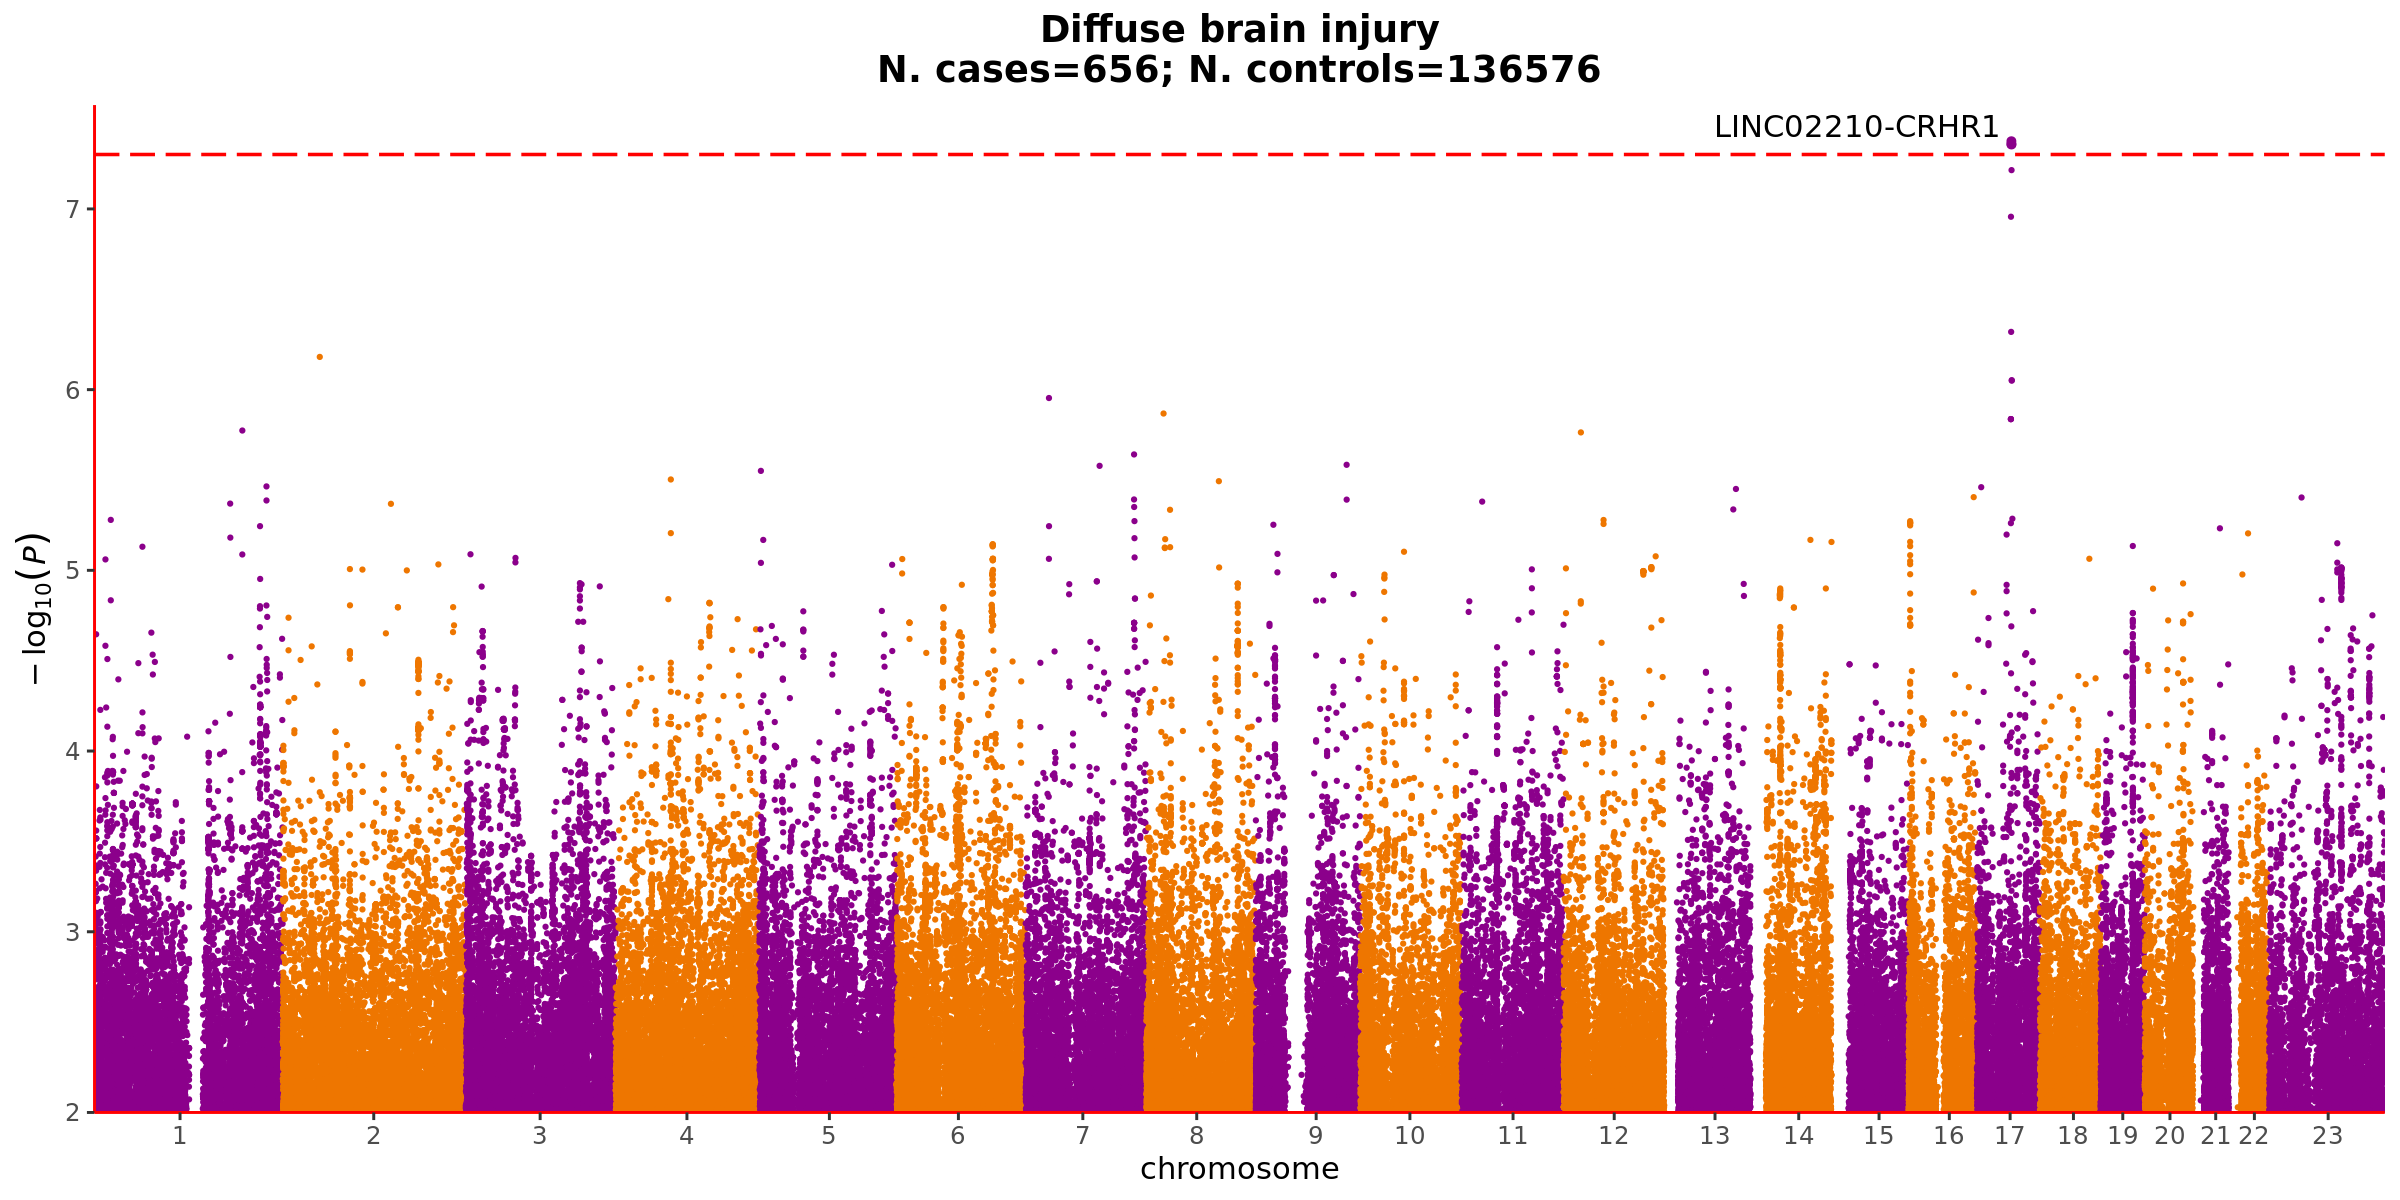 Diffuse brain injury
N. cases=656; N. controls=136576
LINC02210-CRHR1
7
6
5
4
3
2
−log10(P)
1 2 3 4 5 6 7 8 9 10 11 12 13 14 15 16 17 18 19 20 21 22 23
chromosome